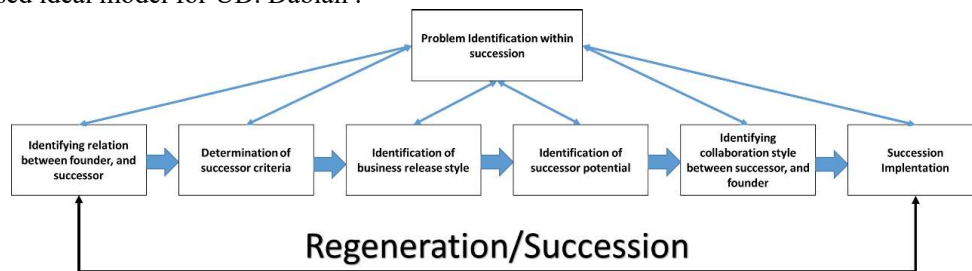 sed ideal model for UD. Dablan :
Problem Identification within
succession
Identifying relation
between founder, and
successor
Determination of
successor criteria
Identification of
business release style
Identification of
successor potential
Identifying
collaboration style
between successor, and
founder
Succession
Implentation
Regeneration/Succession